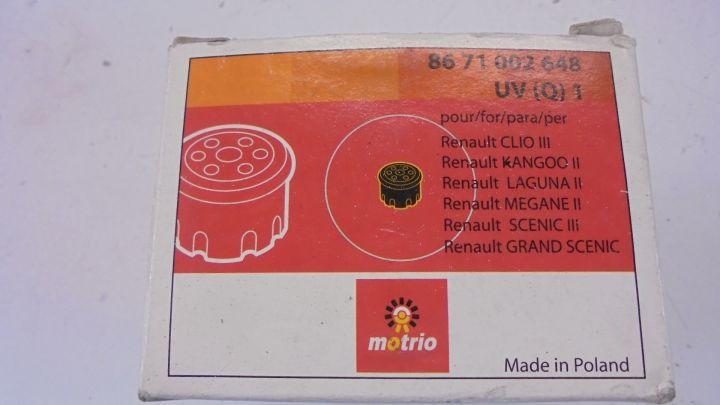 86 71 002 648
UV (Q) 1
pour/for/para/per
Renault CLIO III
Renault KANGOO II
Renault LAGUNA II
Renault MEGANE II
Renault SCENIC IIi
Renault GRAND SCENIC
motrio
Made in Poland